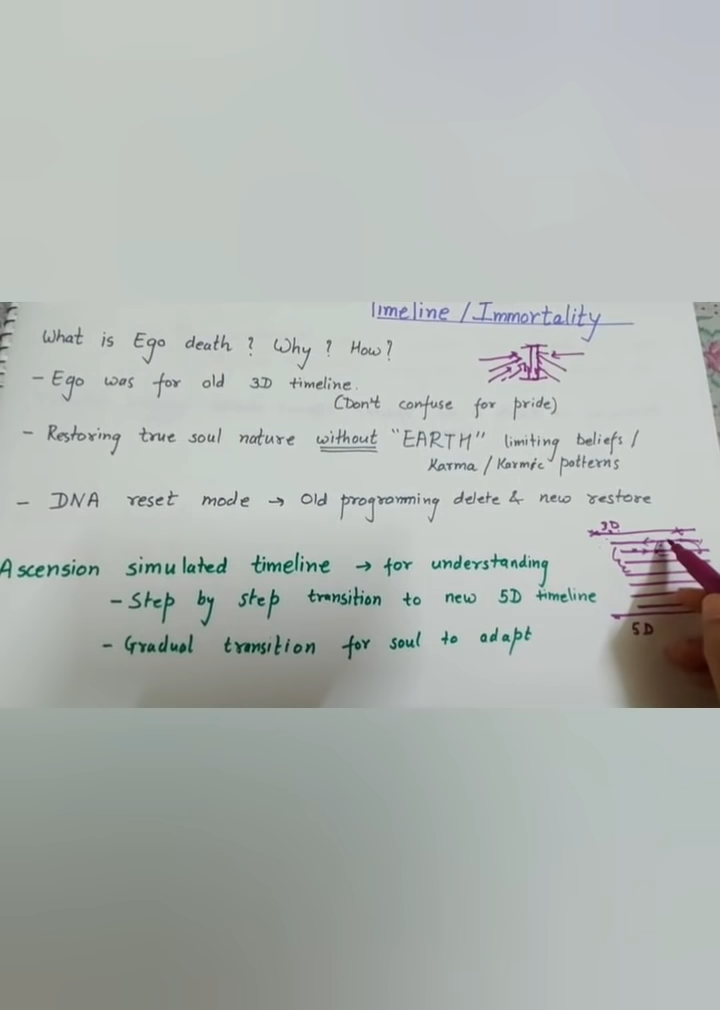 Timeline / Immortality
What is Ego death ? Why ? How ?
- Ego was for old 3D timeline.
(Don't confuse for pride)
- Restoring true soul nature without "EARTH" limiting beliefs /
Karma / Karmic patterns
- DNA reset mode → Old programming delete & new restore
3D
Ascension simulated timeline → for understanding
- Step by step transition to new 5D timeline
- Gradual transition for soul to adapt
5D